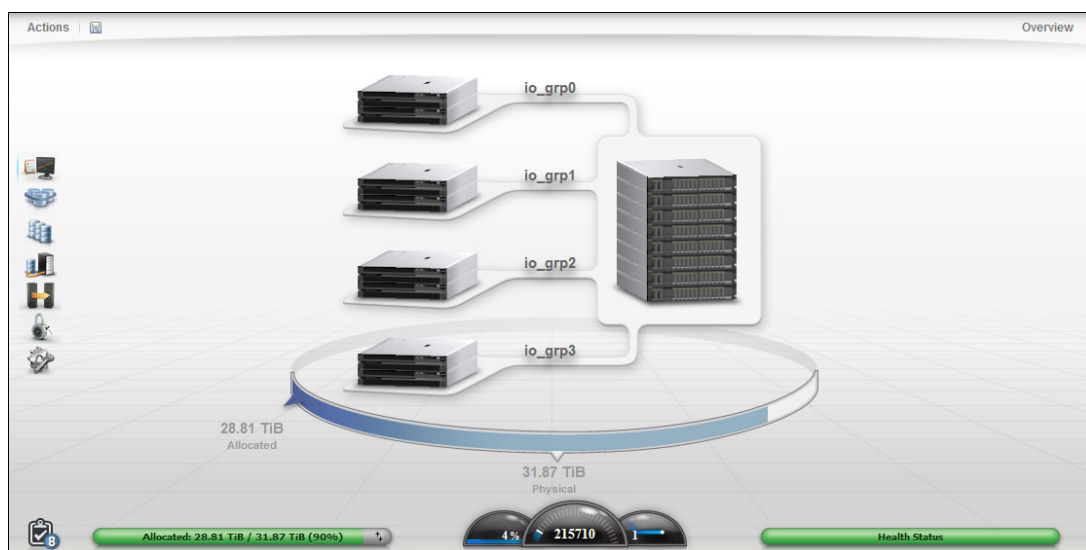 Actions
Overview
io_grp0
io_grp1
io_grp2
io_grp3
28.81 TiB
Allocated
31.87 TiB
Physical
8
Allocated: 28.81 TiB / 31.87 TiB (90%)
4%
215710
1
Health Status